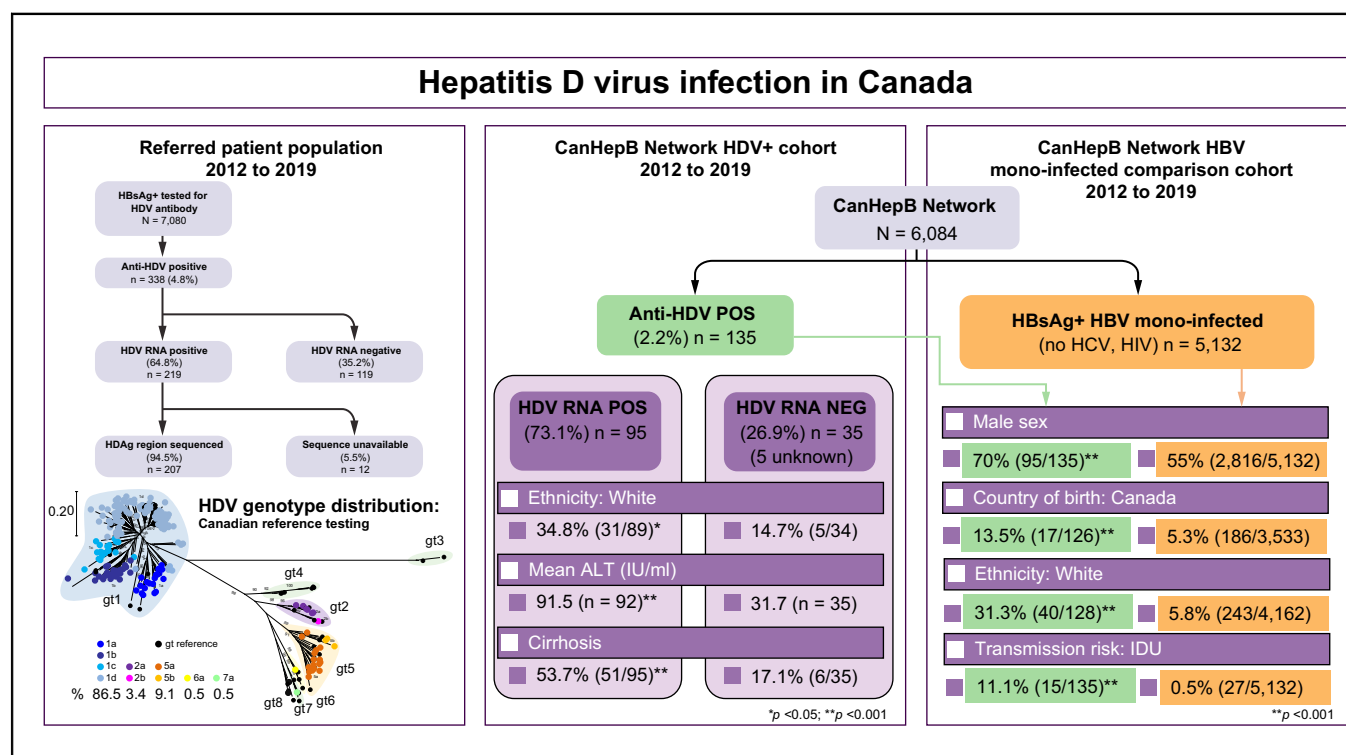 Hepatitis D virus infection in Canada
Referred patient population
2012 to 2019
HBsAg+ tested for
HDV antibody
N = 7,080
Anti-HDV positive
n = 338 (4.8%)
HDV RNA positive
(64.8%)
n = 219
HDV RNA negative
(35.2%)
n = 119
HDAg region sequenced
(94.5%)
n = 207
Sequence unavailable
(5.5%)
n = 12
HDV genotype distribution:
Canadian reference testing
0.20
gt3
gt4
gt2
gt1
gt5
gt6
gt7
gt8
1a
gt reference
1b
1c
2a
5a
1d
2b
5b
6a
7a
% 86.5 3.4 9.1 0.5 0.5
CanHepB Network HDV+ cohort
2012 to 2019
CanHepB Network HBV
mono-infected comparison cohort
2012 to 2019
CanHepB Network
N = 6,084
Anti-HDV POS
(2.2%) n = 135
HBsAg+ HBV mono-infected
(no HCV, HIV) n = 5,132
HDV RNA POS
(73.1%) n = 95
HDV RNA NEG
(26.9%) n = 35
(5 unknown)
Ethnicity: White
34.8% (31/89)*
14.7% (5/34)
Mean ALT (IU/ml)
91.5 (n = 92)**
31.7 (n = 35)
Cirrhosis
53.7% (51/95)**
17.1% (6/35)
*p <0.05; **p <0.001
Male sex
70% (95/135)**
55% (2,816/5,132)
Country of birth: Canada
13.5% (17/126)**
5.3% (186/3,533)
Ethnicity: White
31.3% (40/128)**
5.8% (243/4,162)
Transmission risk: IDU
11.1% (15/135)**
0.5% (27/5,132)
**p <0.001